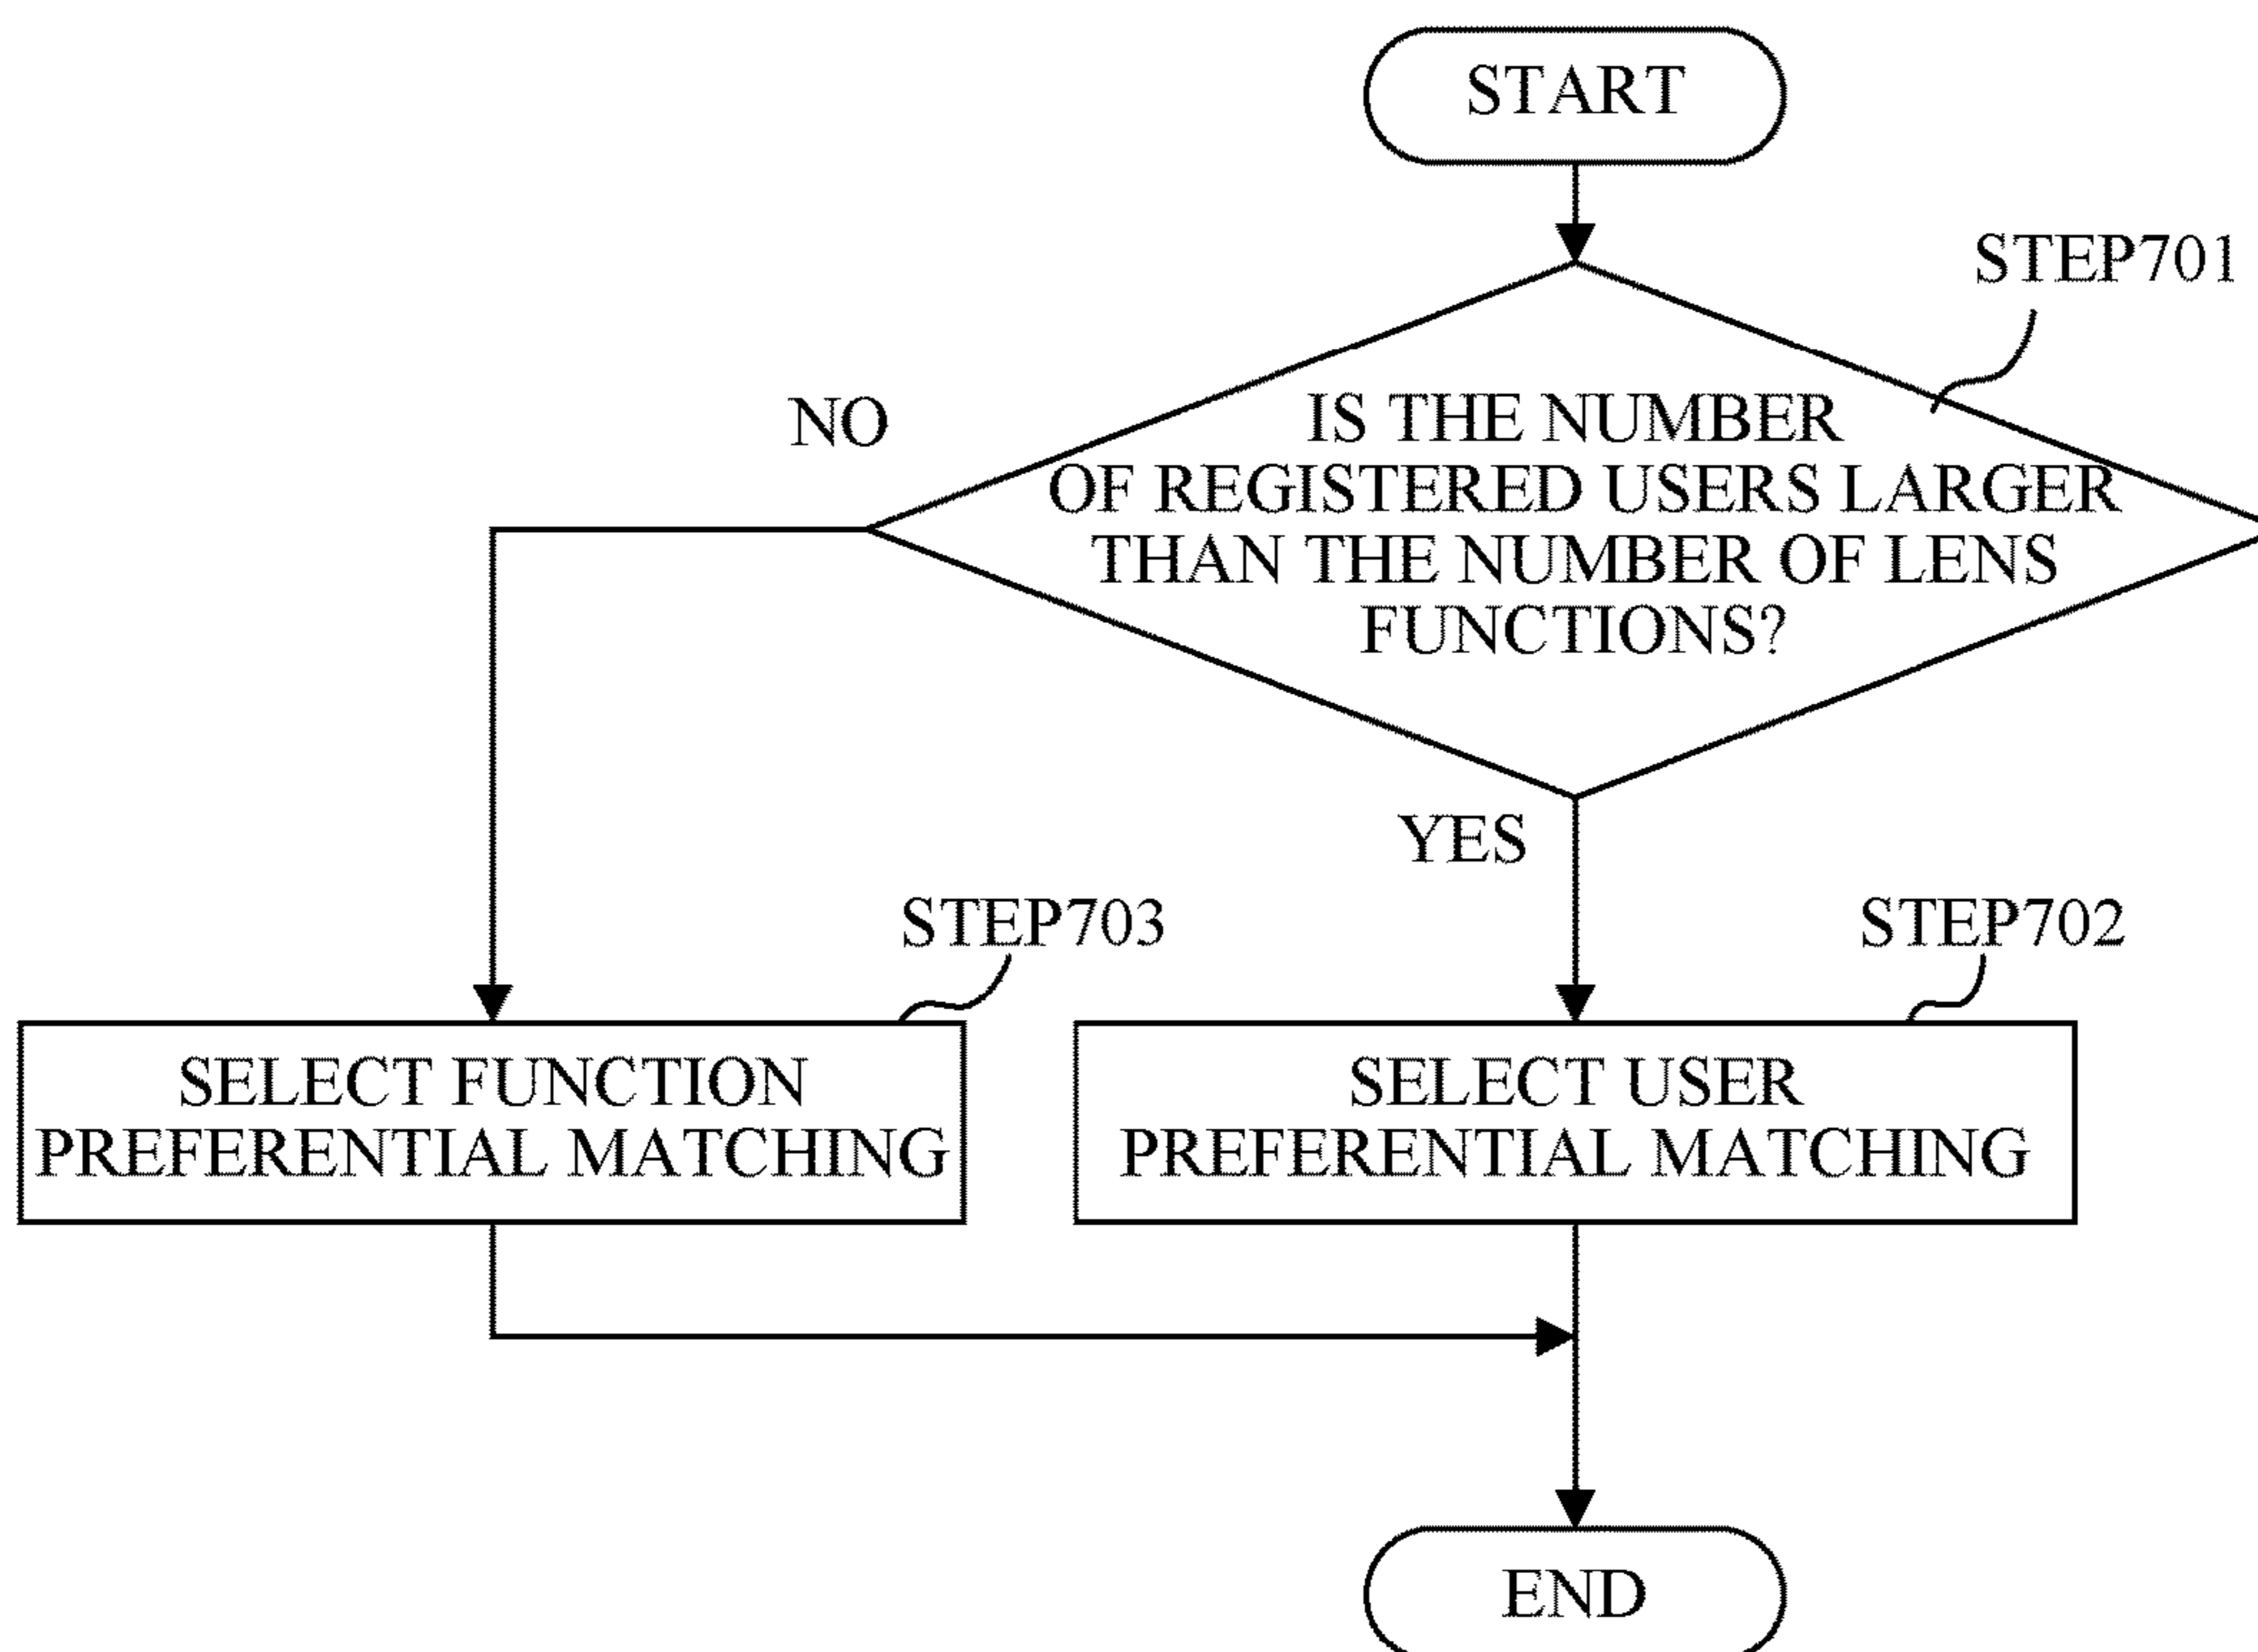 START
STEP701
NO
IS THE NUMBER
OF REGISTERED USERS LARGER
THAN THE NUMBER OF LENS
FUNCTIONS?
YES
STEP703
STEP702
SELECT FUNCTION
PREFERENTIAL MATCHING
SELECT USER
PREFERENTIAL MATCHING
END